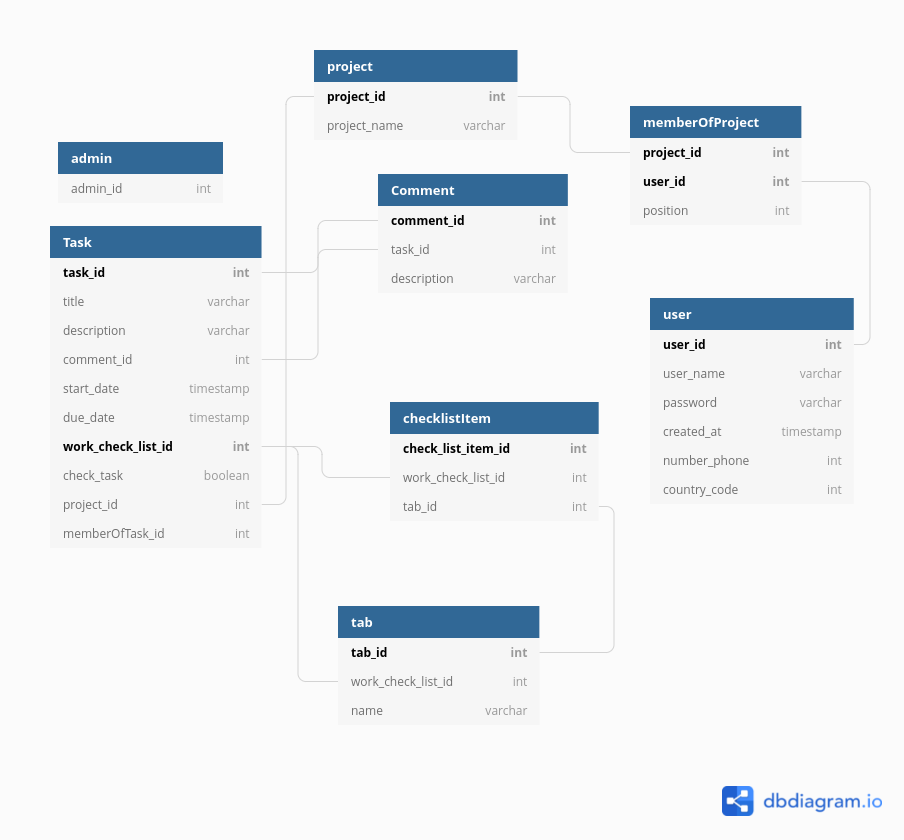 project
project_id int
project_name varchar
memberOfProject
project_id int
user_id int
position int
admin
admin_id int
Comment
comment_id int
task_id int
description varchar
Task
task_id int
title varchar
description varchar
comment_id int
start_date timestamp
due_date timestamp
work_check_list_id int
check_task boolean
project_id int
memberOfTask_id int
user
user_id int
user_name varchar
password varchar
created_at timestamp
number_phone int
country_code int
checklistItem
check_list_item_id int
work_check_list_id int
tab_id int
tab
tab_id int
work_check_list_id int
name varchar
dbdiagram.io